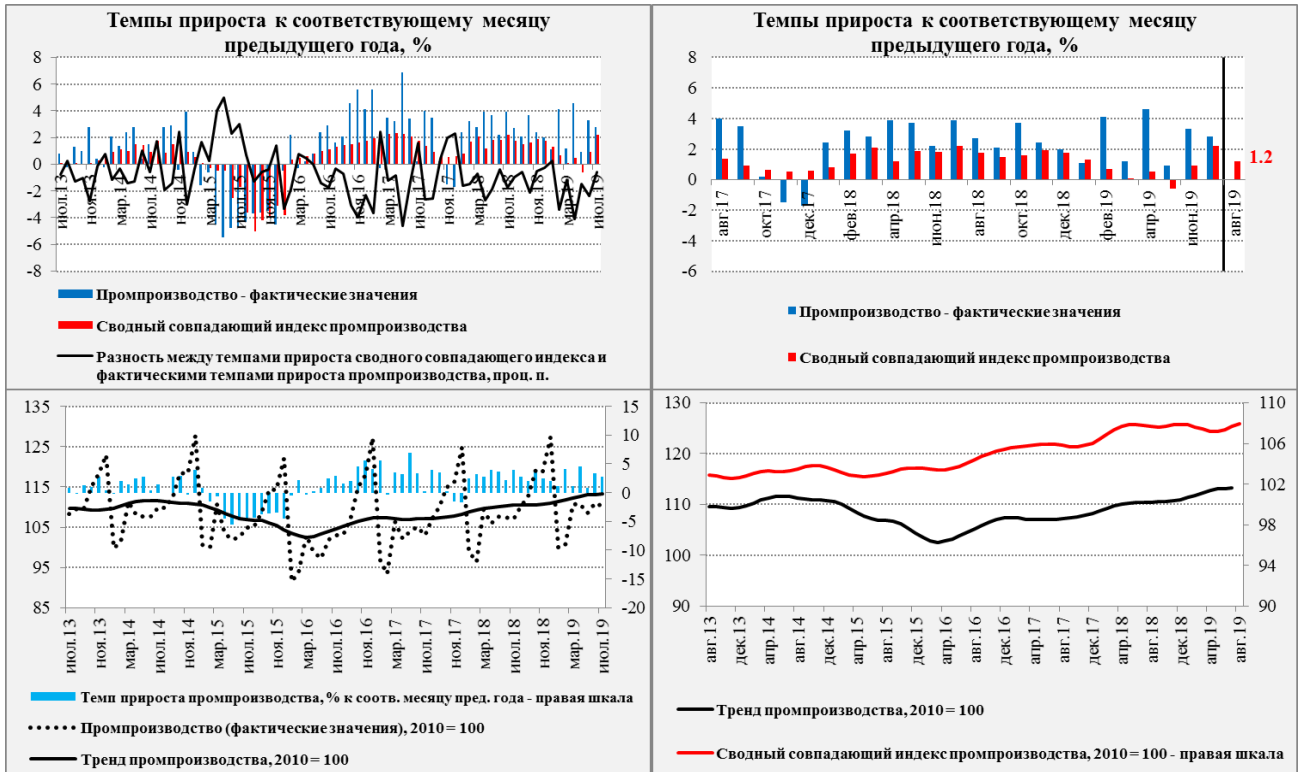 Темпы прироста к соответствующему месяцу
предыдущего года, %
8
6
4
2
0
-2
-4
-6
-8
июл.13
ноя.13
мар.14
июл.14
ноя.14
мар.15
июл.15
ноя.15
мар.16
июл.16
ноя.16
мар.17
июл.17
ноя.17
мар.18
июл.18
ноя.18
мар.19
июл.19
Промпроизводство - фактические значения
Сводный совпадающий индекс промпроизводства
Разность между темпами прироста сводного совпадающего индекса и
фактическими темпами прироста промпроизводства, проц. п.
Темпы прироста к соответствующему месяцу
предыдущего года, %
8
6
4
2
0
-2
-4
-6
1.2
авг.17
окт.17
дек.17
фев.18
апр.18
июн.18
авг.18
окт.18
дек.18
фев.19
апр.19
июн.19
авг.19
Промпроизводство - фактические значения
Сводный совпадающий индекс промпроизводства
135
125
115
105
95
85
15
10
5
0
-5
-10
-15
-20
июл.13
ноя.13
мар.14
июл.14
ноя.14
мар.15
июл.15
ноя.15
мар.16
июл.16
ноя.16
мар.17
июл.17
ноя.17
мар.18
июл.18
ноя.18
мар.19
июл.19
Темп прироста промпроизводства, % к соотв. месяцу пред. года - правая шкала
Промпроизводство (фактические значения), 2010 = 100
Тренд промпроизводства, 2010 = 100
130
120
110
100
90
110
106
102
98
94
90
авг.13
дек.13
апр.14
авг.14
дек.14
апр.15
авг.15
дек.15
апр.16
авг.16
дек.16
апр.17
авг.17
дек.17
апр.18
авг.18
дек.18
апр.19
авг.19
Тренд промпроизводства, 2010 = 100
Сводный совпадающий индекс промпроизводства, 2010 = 100 - правая шкала